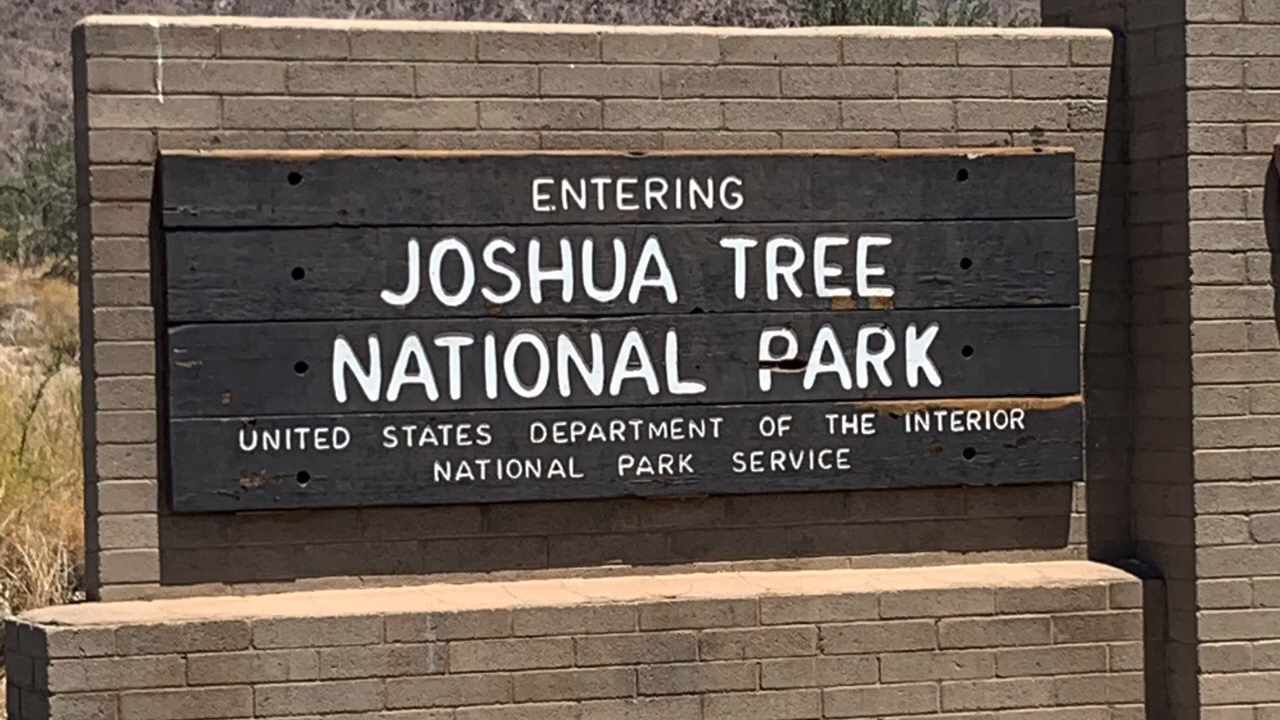 ENTERING
JOSHUA TREE
NATIONAL PARK
UNITED STATES DEPARTMENT OF THE INTERIOR
NATIONAL PARK SERVICE